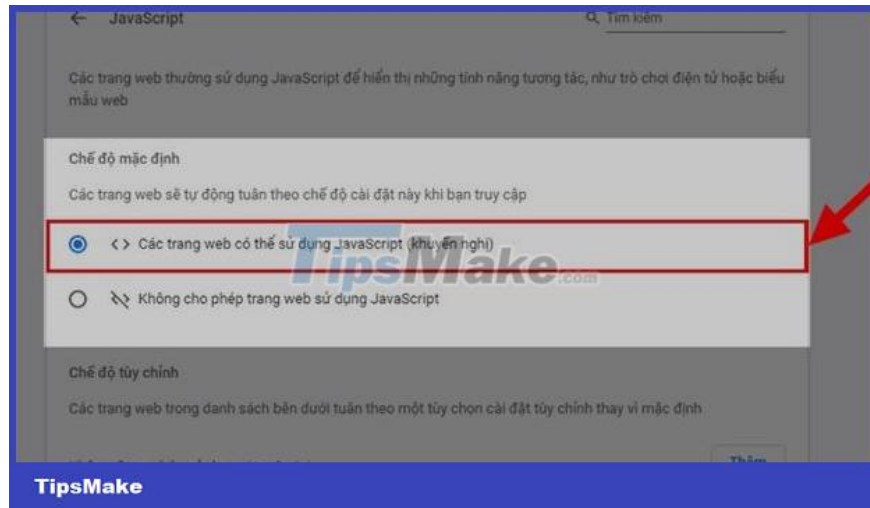 JavaScript
Tìm kiếm
Các trang web thường sử dụng JavaScript để hiển thị những tính năng tương tác, như trò chơi điện tử hoặc biểu
mẫu web
Chế độ mặc định
Các trang web sẽ tự động tuân theo chế độ cài đặt này khi bạn truy cập
<> Các trang web có thể sử dụng JavaScript (khuyến nghị)
TipsMake.com
Không cho phép trang web sử dụng JavaScript
Chế độ tùy chỉnh
Các trang web trong danh sách bên dưới tuân theo một tùy chọn cài đặt tùy chỉnh thay vì mặc định
Thêm
TipsMake